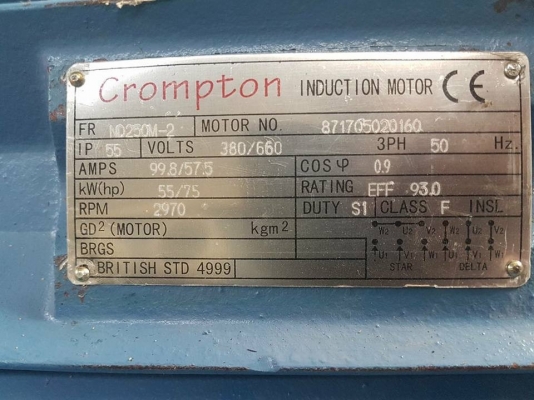 Crompton INDUCTION MOTOR CE
FR ND250M-2 MOTOR NO. 871705020160
IP 55 VOLTS 380/660 3PH 50 Hz.
AMPS 99.8/57.5 COS φ 0.9
kW(hp) 55/75 RATING EFF 93.0
RPM 2970 DUTY S1 CLASS F INSL
GD² (MOTOR) kgm² W2 U2 V2 W2 U2 V2
BRGS U1 V1 W1 U1 V1 W1
BRITISH STD 4999 STAR DELTA